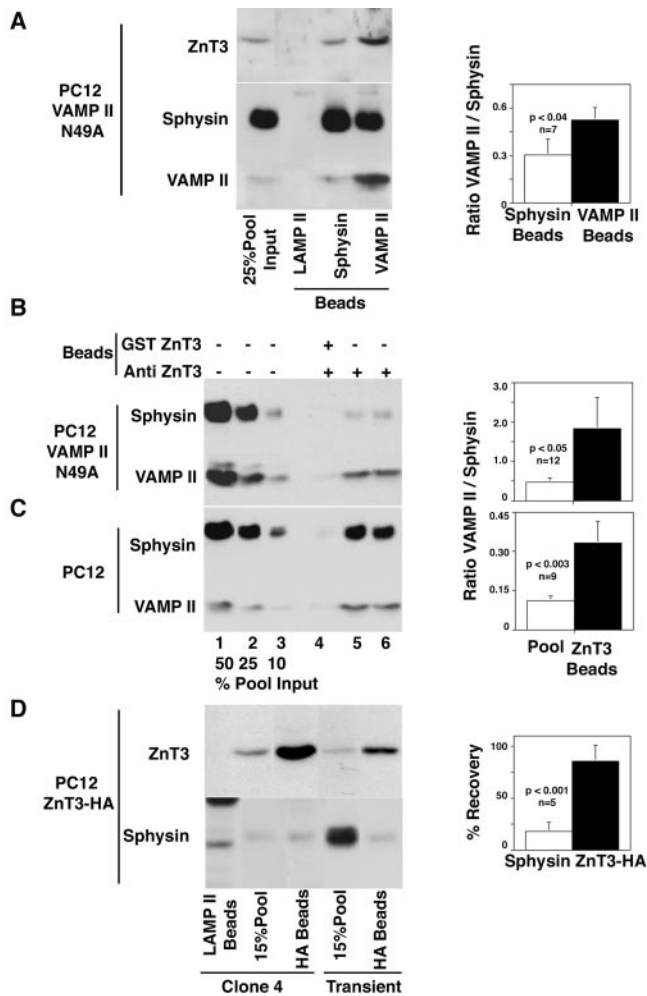 A
PC12
VAMP II
N49A
ZnT3
Sphysin
VAMP II
25%Pool
Input
LAMP II
Sphysin
VAMP II
Beads
Ratio VAMP II / Sphysin
0.6
0.3
0
p < 0.04
n=7
Sphysin
Beads
VAMP II
Beads
B
Beads
GST ZnT3 - - - + - -
Anti ZnT3 - - - + + +
PC12
VAMP II
N49A
Sphysin
VAMP II
C
PC12
Sphysin
VAMP II
1 2 3 4 5 6
50 25 10
% Pool Input
Ratio VAMP II / Sphysin
3.0
2.0
1.0
0
p < 0.05
n=12
0.45
0.30
0.15
0
p < 0.003
n=9
Pool ZnT3
Beads
D
PC12
ZnT3-HA
ZnT3
Sphysin
LAMP II
Beads
15%Pool
HA Beads
15%Pool
HA Beads
Clone 4
Transient
% Recovery
100
50
0
p < 0.001
n=5
Sphysin ZnT3-HA